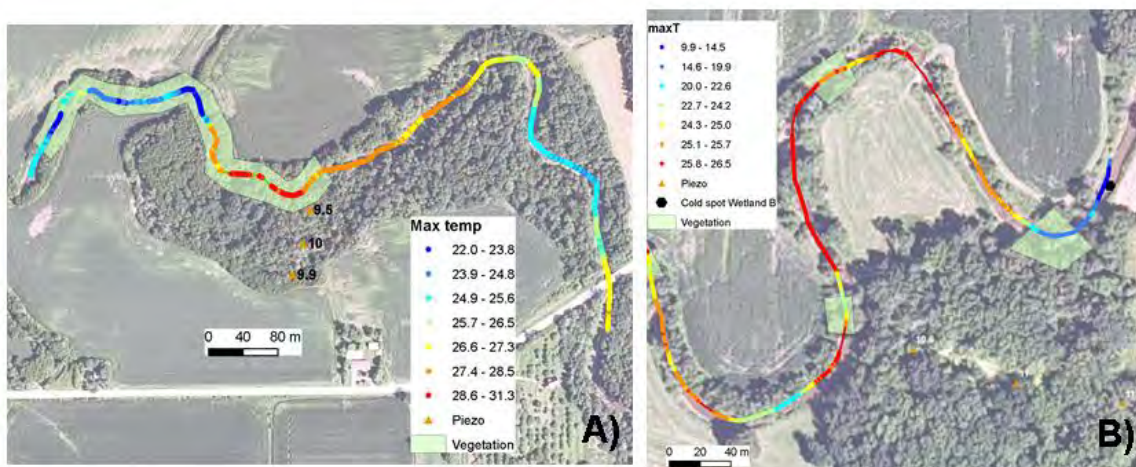 9.5
10
9.9
0 40 80 m
Max temp
22.0 - 23.8
23.9 - 24.8
24.9 - 25.6
25.7 - 26.5
26.6 - 27.3
27.4 - 28.5
28.6 - 31.3
Piezo
Vegetation
A)
maxT
9.9 - 14.5
14.6 - 19.9
20.0 - 22.6
22.7 - 24.2
24.3 - 25.0
25.1 - 25.7
25.8 - 26.5
Piezo
Cold spot Wetland B
Vegetation
0 20 40 m
B)